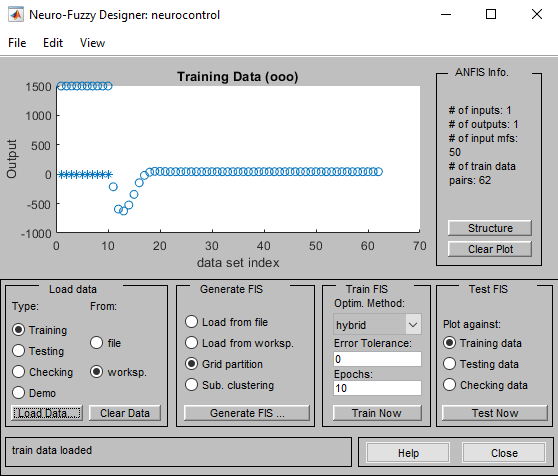 Neuro-Fuzzy Designer: neurocontrol
File Edit View
Training Data (ooo)
1500
1000
500
0
-500
-1000
Output
0 10 20 30 40 50 60 70
data set index
ANFIS Info.
# of inputs: 1
# of outputs: 1
# of input mfs:
50
# of train data
pairs: 62
Structure
Clear Plot
Load data
Type: From:
Training
Testing
Checking
Demo
file
worksp.
Load Data...
Clear Data
Generate FIS
Load from file
Load from worksp.
Grid partition
Sub. clustering
Generate FIS ...
Train FIS
Optim. Method:
hybrid
Error Tolerance:
0
Epochs:
10
Train Now
Test FIS
Plot against:
Training data
Testing data
Checking data
Test Now
train data loaded
Help
Close